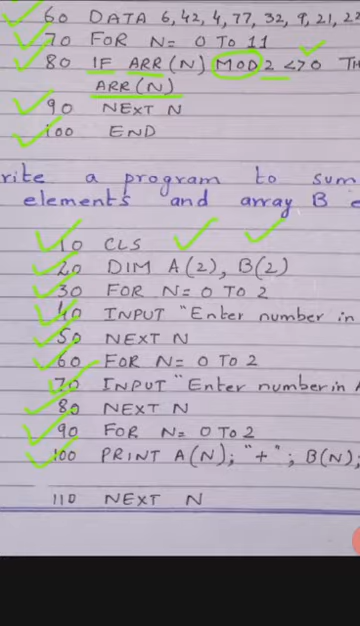 60 DATA 6, 42, 4, 77, 32, 9, 21, 22
70 FOR N= 0 TO 11
80 IF ARR(N) MOD 2 <> 0 TH
ARR(N)
90 NEXT N
100 END
rite a program to sum
elements and array B e
10 CLS
20 DIM A(2), B(2)
30 FOR N= 0 TO 2
40 INPUT "Enter number in
50 NEXT N
60 FOR N= 0 TO 2
70 INPUT "Enter number in A
80 NEXT N
90 FOR N= 0 TO 2
100 PRINT A(N); "+"; B(N);
110 NEXT N